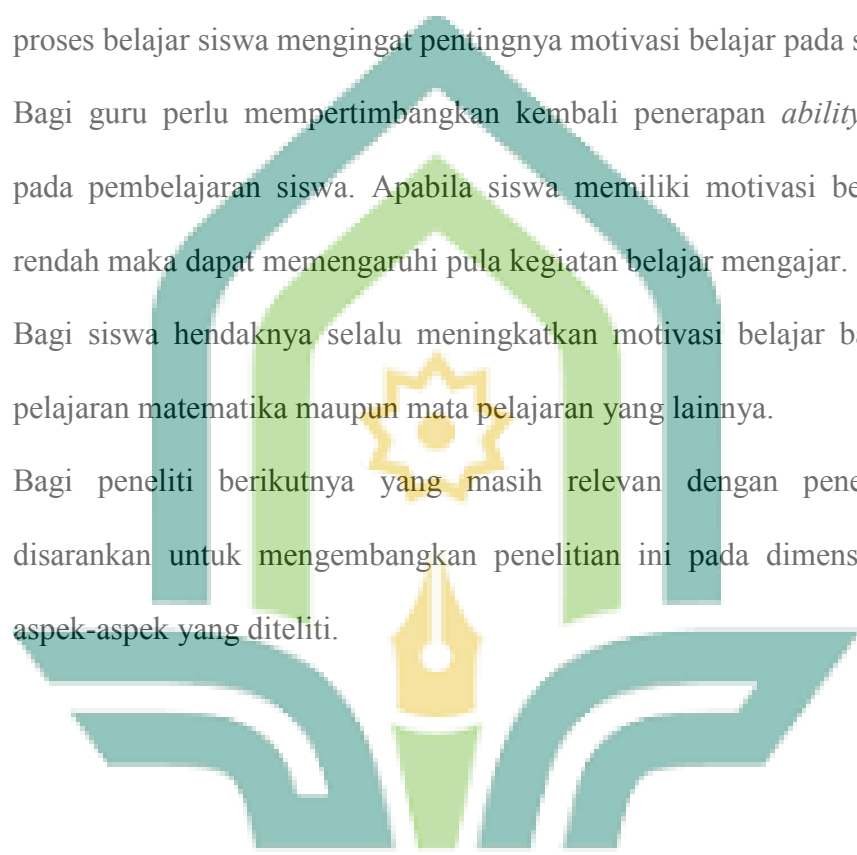 proses belajar siswa mengingat pentingnya motivasi belajar pada
Bagi guru perlu mempertimbangkan kembali penerapan ability
pada pembelajaran siswa. Apabila siswa memiliki motivasi
rendah maka dapat memengaruhi pula kegiatan belajar mengajar.
Bagi siswa hendaknya selalu meningkatkan motivasi belajar
pelajaran matematika maupun mata pelajaran yang lainnya.
Bagi peneliti berikutnya yang masih relevan dengan
disarankan untuk mengembangkan penelitian ini pada
aspek-aspek yang diteliti.